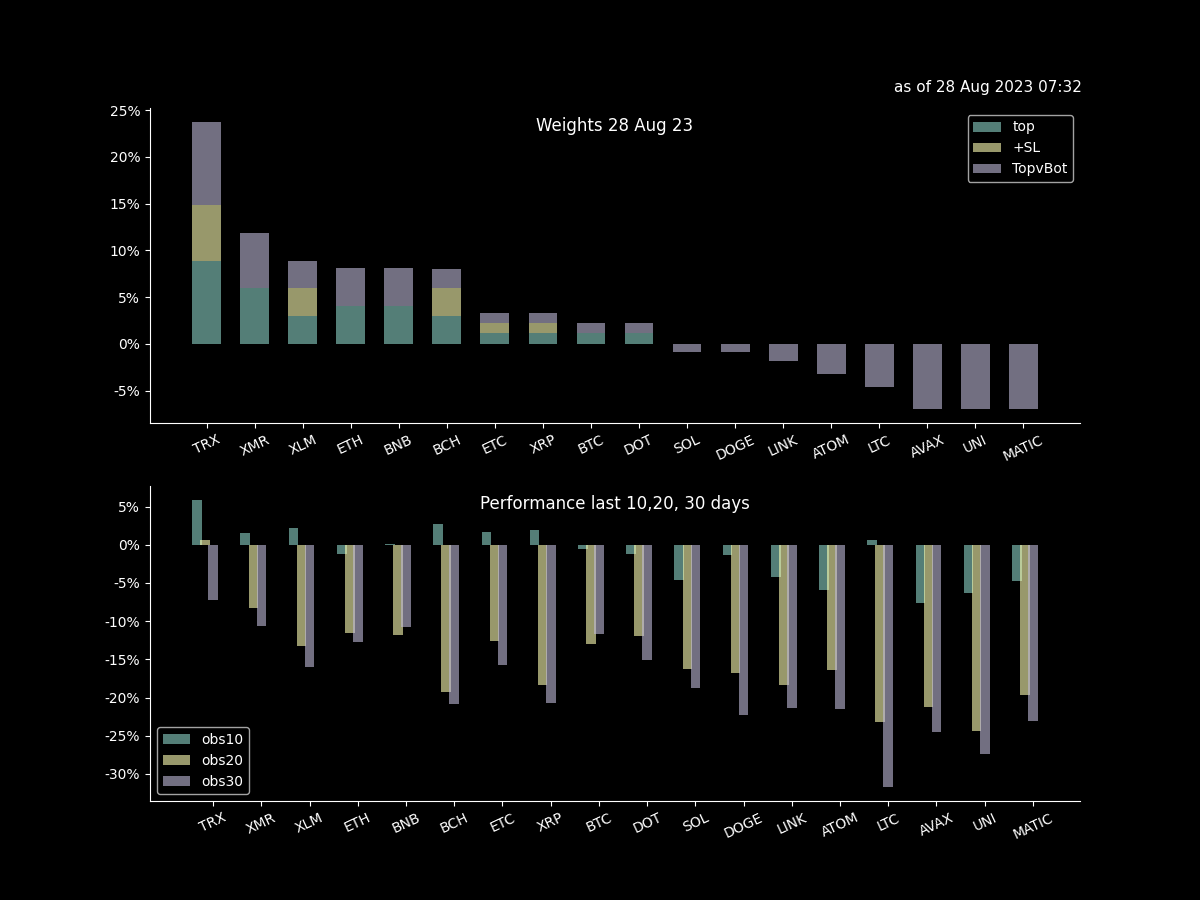 as of 28 Aug 2023 07:32
Weights 28 Aug 23
25%
20%
15%
10%
5%
0%
-5%
top
+SL
TopvBot
TRX XMR XLM ETH BNB BCH ETC XRP BTC DOT SOL DOGE LINK ATOM LTC AVAX UNI MATIC
Performance last 10,20, 30 days
5%
0%
-5%
-10%
-15%
-20%
-25%
-30%
obs10
obs20
obs30
TRX XMR XLM ETH BNB BCH ETC XRP BTC DOT SOL DOGE LINK ATOM LTC AVAX UNI MATIC